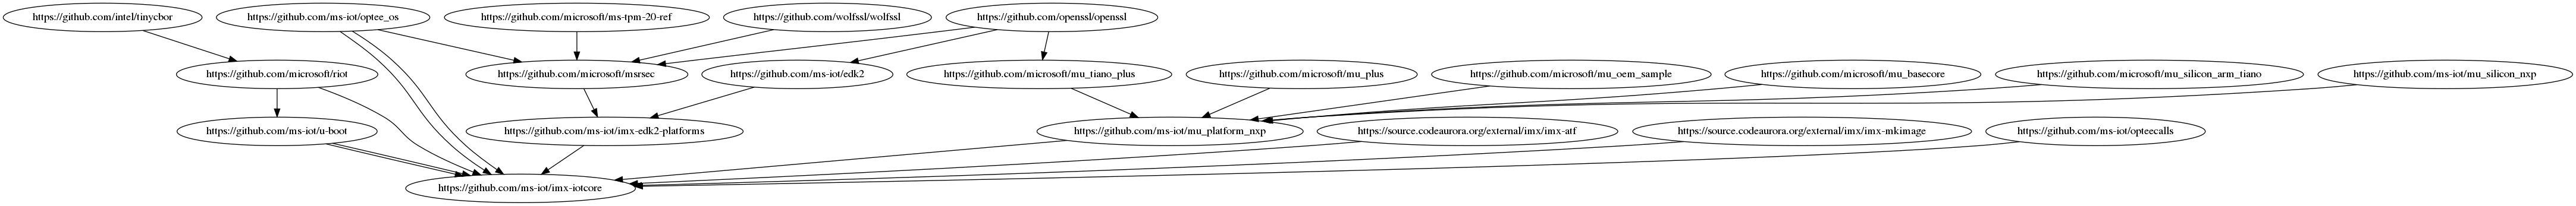 https://github.com/intel/tinycbor
https://github.com/ms-iot/optee_os
https://github.com/microsoft/ms-tpm-20-ref
https://github.com/wolfssl/wolfssl
https://github.com/openssl/openssl
https://github.com/microsoft/riot
https://github.com/microsoft/msrsec
https://github.com/ms-iot/edk2
https://github.com/microsoft/mu_tiano_plus
https://github.com/microsoft/mu_plus
https://github.com/microsoft/mu_oem_sample
https://github.com/microsoft/mu_basecore
https://github.com/microsoft/mu_silicon_arm_tiano
https://github.com/ms-iot/mu_silicon_nxp
https://github.com/ms-iot/u-boot
https://github.com/ms-iot/imx-edk2-platforms
https://github.com/ms-iot/mu_platform_nxp
https://source.codeaurora.org/external/imx/imx-atf
https://source.codeaurora.org/external/imx/imx-mkimage
https://github.com/ms-iot/opteecalls
https://github.com/ms-iot/imx-iotcore